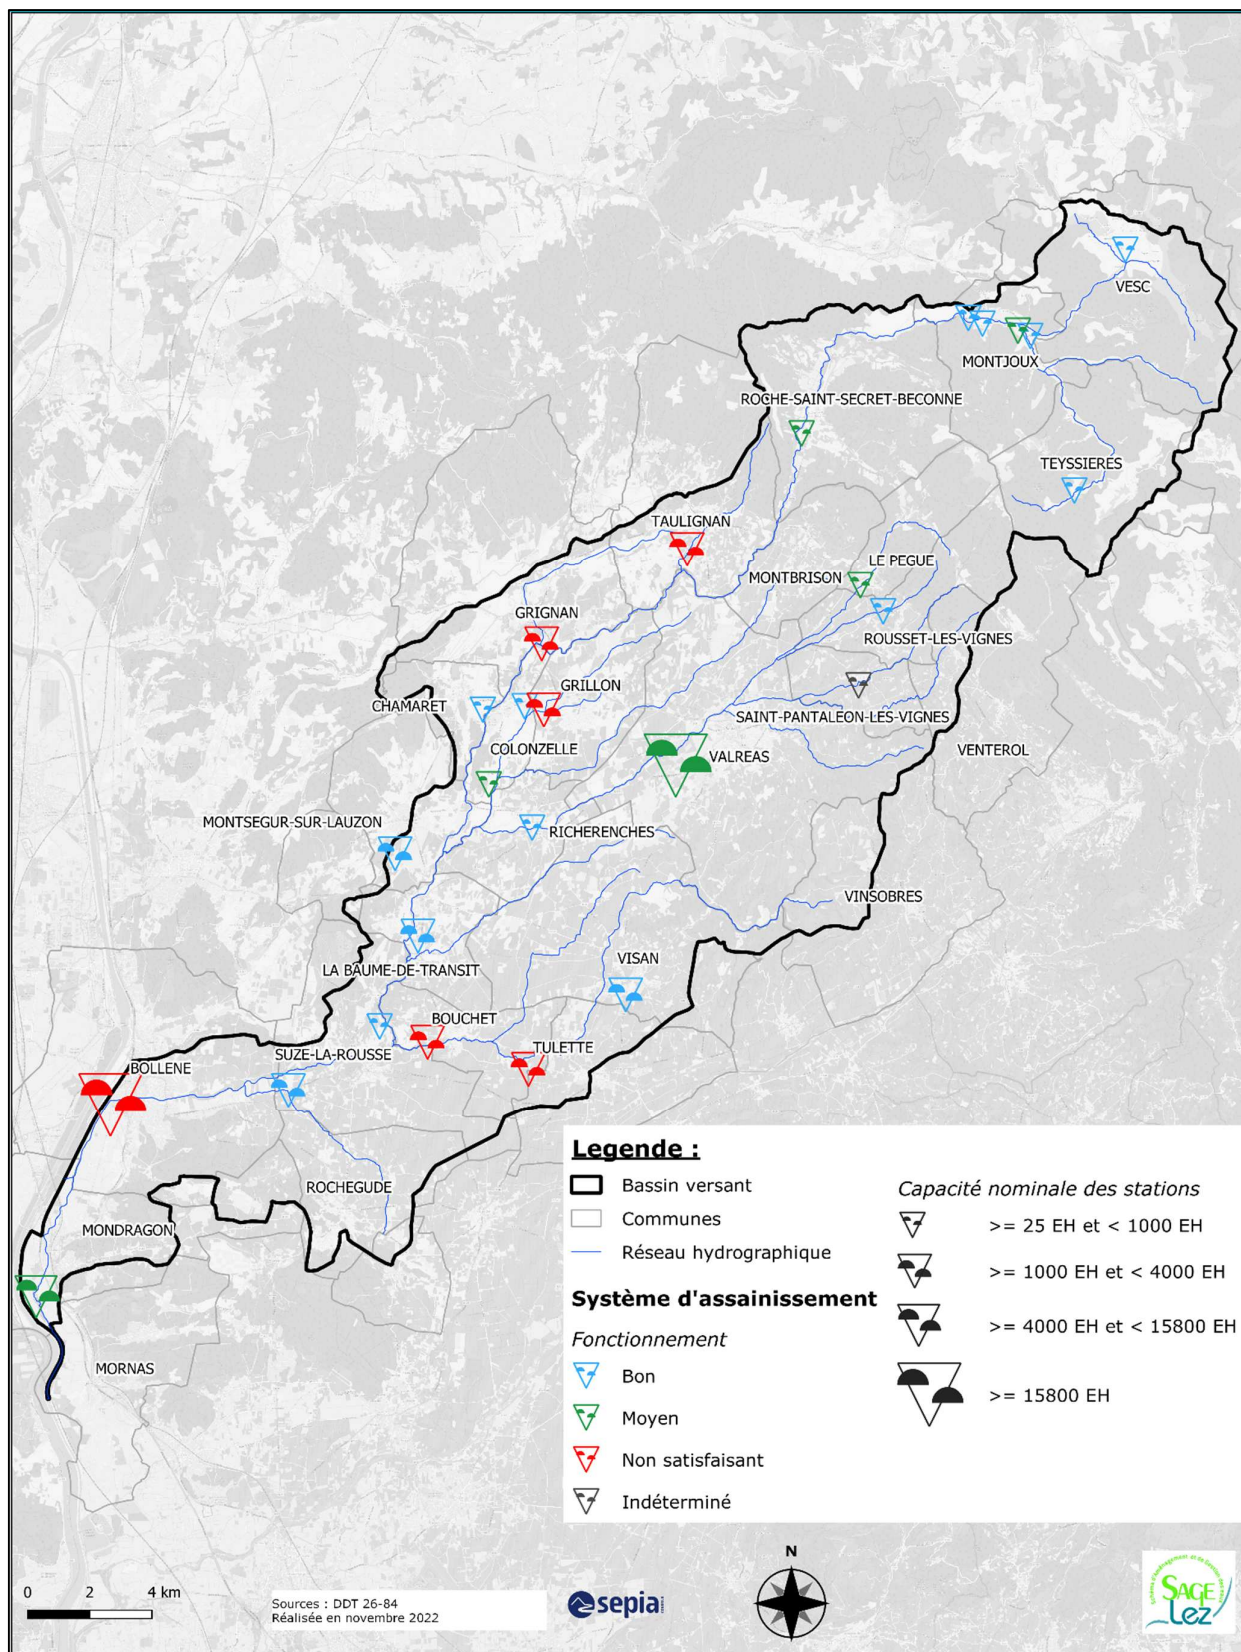 VESC
MONTJOUX
ROCHE-SAINT-SECRET-BECONNE
TEYSSIERES
TAULIGNAN
LE PEGUE
MONTBRISON
GRIGNAN
ROUSSET-LES-VIGNES
GRILLON
CHAMARET
SAINT-PANTALEON-LES-VIGNES
COLONZELLE
VENTEROL
VALREAS
MONTSEGUR-SUR-LAUZON
RICHERENCHES
VINSOBRES
VISAN
LA BAUME-DE-TRANSIT
BOUCHET
TULETTE
SUZE-LA-ROUSSE
BOLLENE
ROCHEGUDE
MONDRAGON
MORNAS
Legende :
Bassin versant
Communes
Réseau hydrographique
Système d'assainissement
Fonctionnement
Bon
Moyen
Non satisfaisant
Indéterminé
Capacité nominale des stations
>= 25 EH et < 1000 EH
>= 1000 EH et < 4000 EH
>= 4000 EH et < 15800 EH
>= 15800 EH
0 2 4 km
Sources : DDT 26-84
Réalisée en novembre 2022
sepia
N
SAGE
Lez